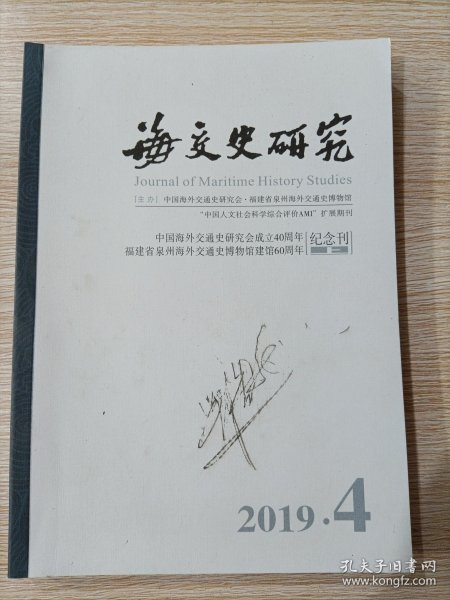 海交史研究
Journal of Maritime History Studies
「主办」 中国海外交通史研究会·福建省泉州海外交通史博物馆
“中国人文社会科学综合评价AMI”扩展期刊
中国海外交通史研究会成立40周年
福建省泉州海外交通史博物馆建馆60周年
纪念刊
2019·4
孔夫子旧书网
www.kongfz.com